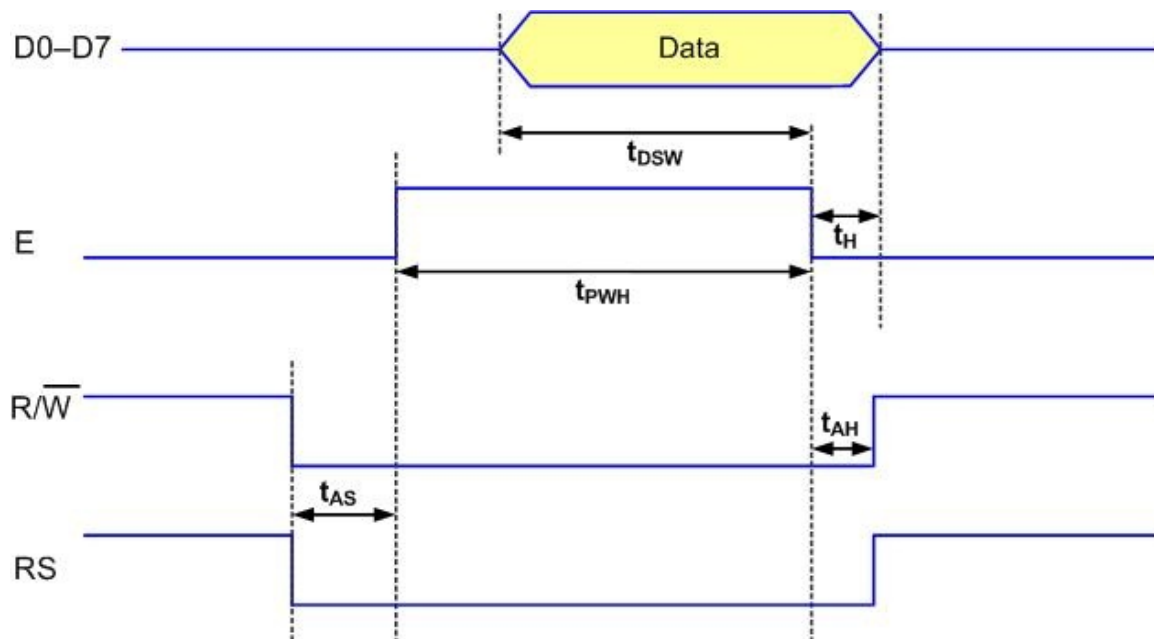 D0–D7
Data
tDSW
E
tH
tPWH
R/W̅
tAH
tAS
RS